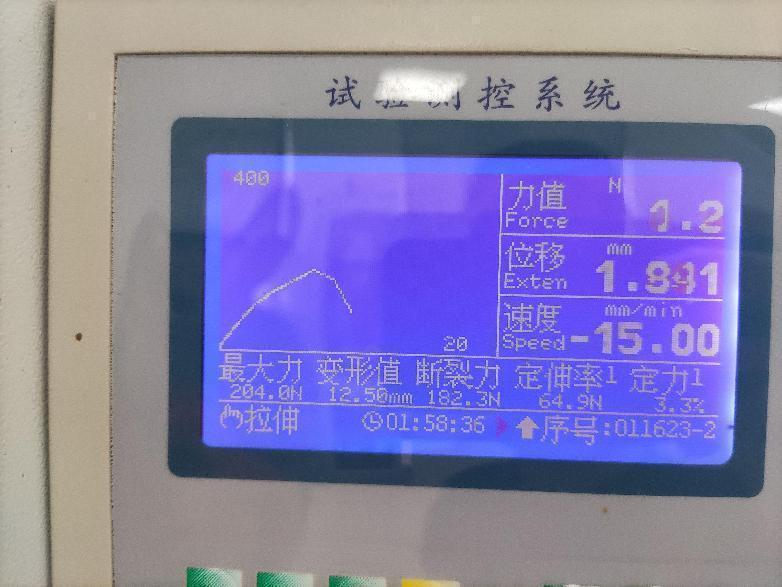 试验测控系统
400
力值 N
Force 1.2
位移 mm
Exten 1.841
速度 mm/min
Speed -15.00
20
最大力 变形值 断裂力 定伸率1 定力1
204.0N 12.50mm 182.3N 64.9N 3.3%
拉伸 01:58:36 序号:011623-2